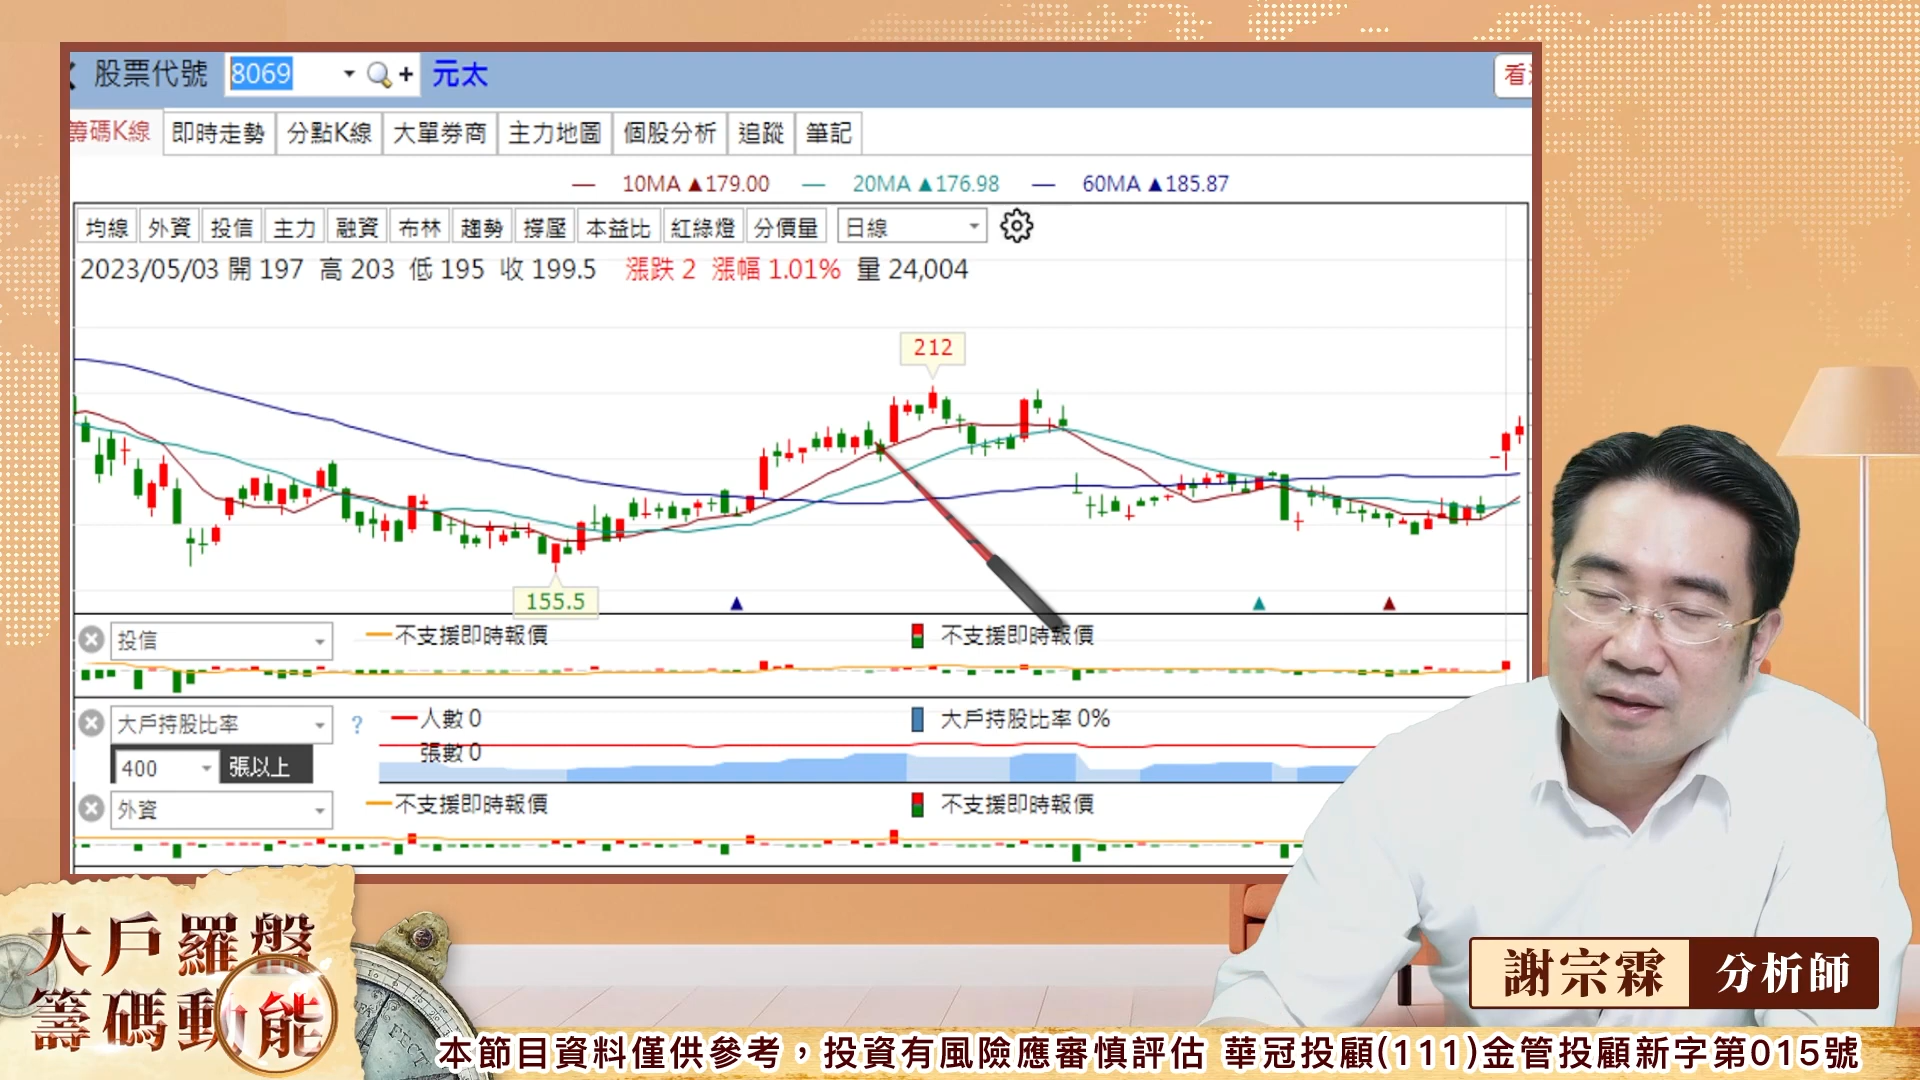 股票代號 8069 元太
看
籌碼K線 即時走勢 分點K線 大單券商 主力地圖 個股分析 追蹤 筆記
10MA ▲179.00 20MA ▲176.98 60MA ▲185.87
均線 外資 投信 主力 融資 布林 趨勢 撐壓 本益比 紅綠燈 分價量 日線
2023/05/03 開 197 高 203 低 195 收 199.5 漲跌 2 漲幅 1.01% 量 24,004
212
155.5
投信 不支援即時報價 不支援即時報價
大戶持股比率 ? 人數 0 大戶持股比率 0%
張數 0
400 張以上
外資 不支援即時報價 不支援即時報價
大戶羅盤
籌碼動能
謝宗霖 分析師
本節目資料僅供參考，投資有風險應審慎評估 華冠投顧(111)金管投顧新字第015號